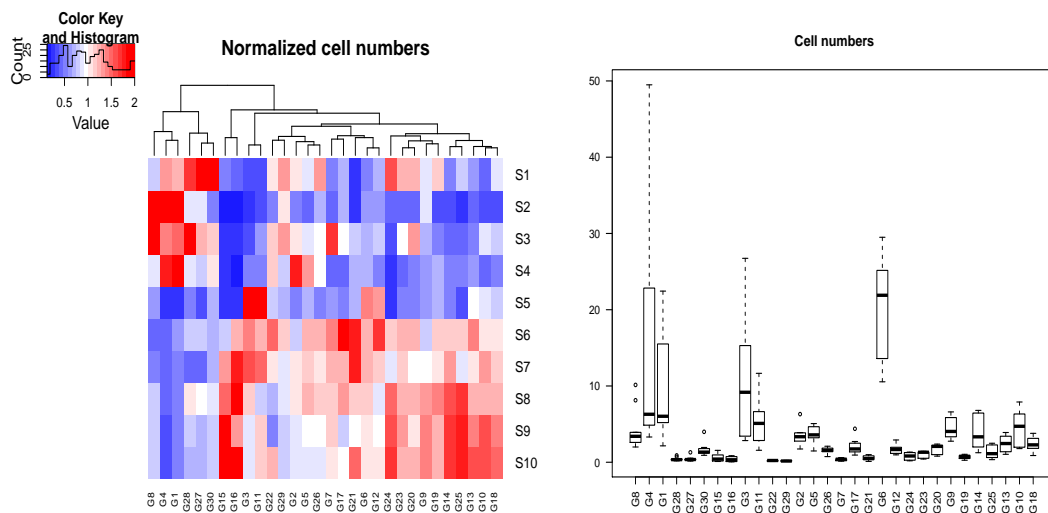 Color Key
and Histogram
Count
0 25
0.5 1 1.5 2
Value
Normalized cell numbers
S1
S2
S3
S4
S5
S6
S7
S8
S9
S10
G8 G4 G1 G28 G27 G30 G15 G16 G3 G11 G22 G29 G2 G5 G26 G7 G17 G21 G6 G12 G24 G23 G20 G9 G19 G14 G25 G13 G10 G18
Cell numbers
50
40
30
20
10
0
G8 G4 G1 G28 G27 G30 G15 G16 G3 G11 G22 G29 G2 G5 G26 G7 G17 G21 G6 G12 G24 G23 G20 G9 G19 G14 G25 G13 G10 G18